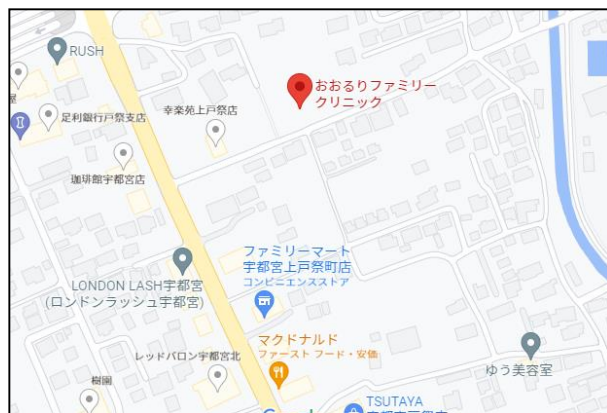 RUSH
おおるりファミリー
クリニック
屋
足利銀行戸祭支店
幸楽苑上戸祭店
珈琲館宇都宮店
ファミリーマート
宇都宮上戸祭町店
コンビニエンスストア
LONDON LASH宇都宮
(ロンドンラッシュ宇都宮)
マクドナルド
ファースト フード・安価
レッドバロン宇都宮北
ゆう美容室
樹園
TSUTAYA